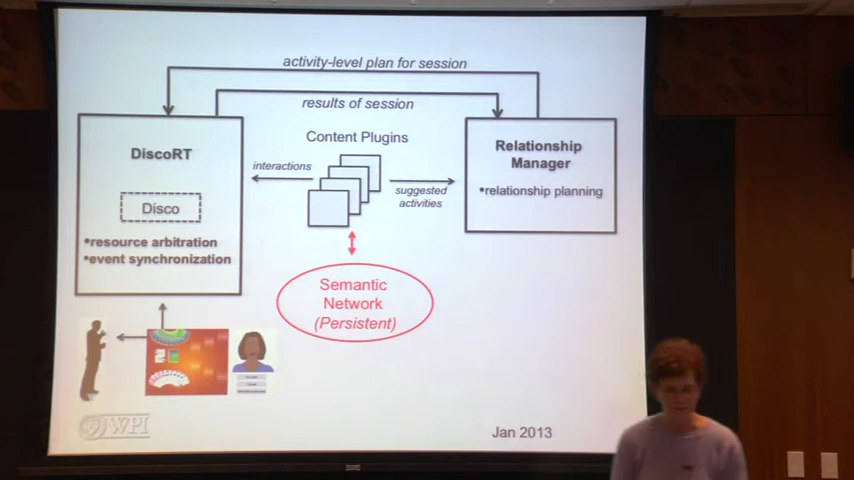 activity-level plan for session
results of session
Content Plugins
DiscoRT
Disco
•resource arbitration
•event synchronization
interactions
suggested
activities
Relationship
Manager
•relationship planning
Semantic
Network
(Persistent)
WPI
Jan 2013